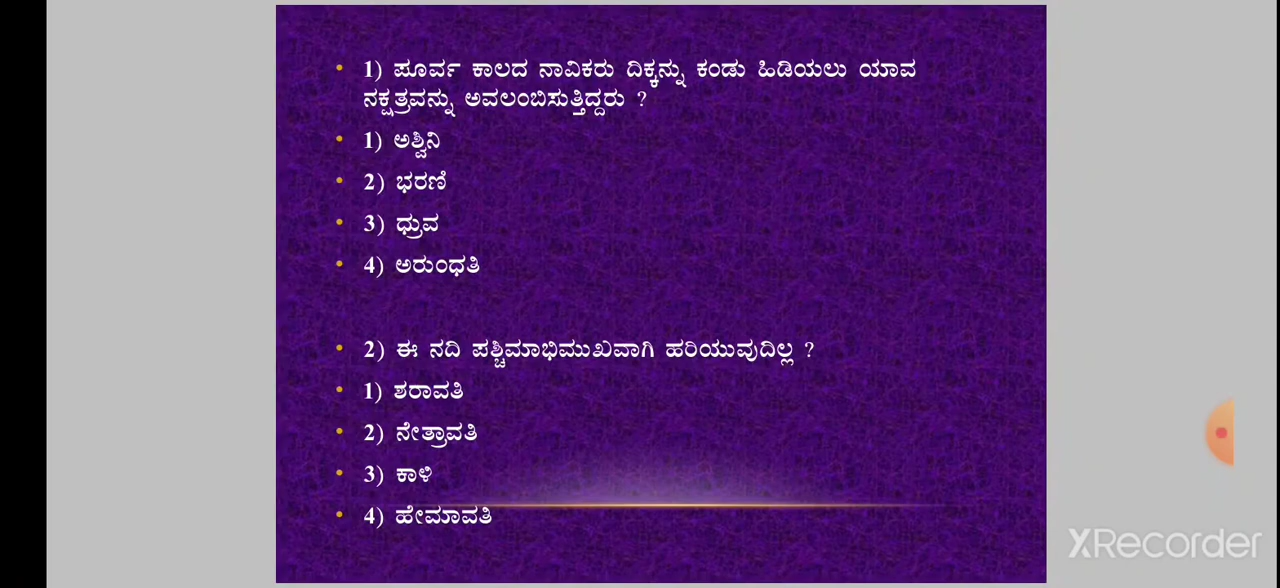 • 1) ಪೂರ್ವ ಕಾಲದ ನಾವಿಕರು ದಿಕ್ಕನ್ನು ಕಂಡು ಹಿಡಿಯಲು ಯಾವ
ನಕ್ಷತ್ರವನ್ನು ಅವಲಂಬಿಸುತ್ತಿದ್ದರು ?
• 1) ಅಶ್ವಿನಿ
• 2) ಭರಣಿ
• 3) ಧ್ರುವ
• 4) ಅರುಂಧತಿ
• 2) ಈ ನದಿ ಪಶ್ಚಿಮಾಭಿಮುಖವಾಗಿ ಹರಿಯುವುದಿಲ್ಲ ?
• 1) ಶರಾವತಿ
• 2) ನೇತ್ರಾವತಿ
• 3) ಕಾಳಿ
• 4) ಹೇಮಾವತಿ
XRecorder